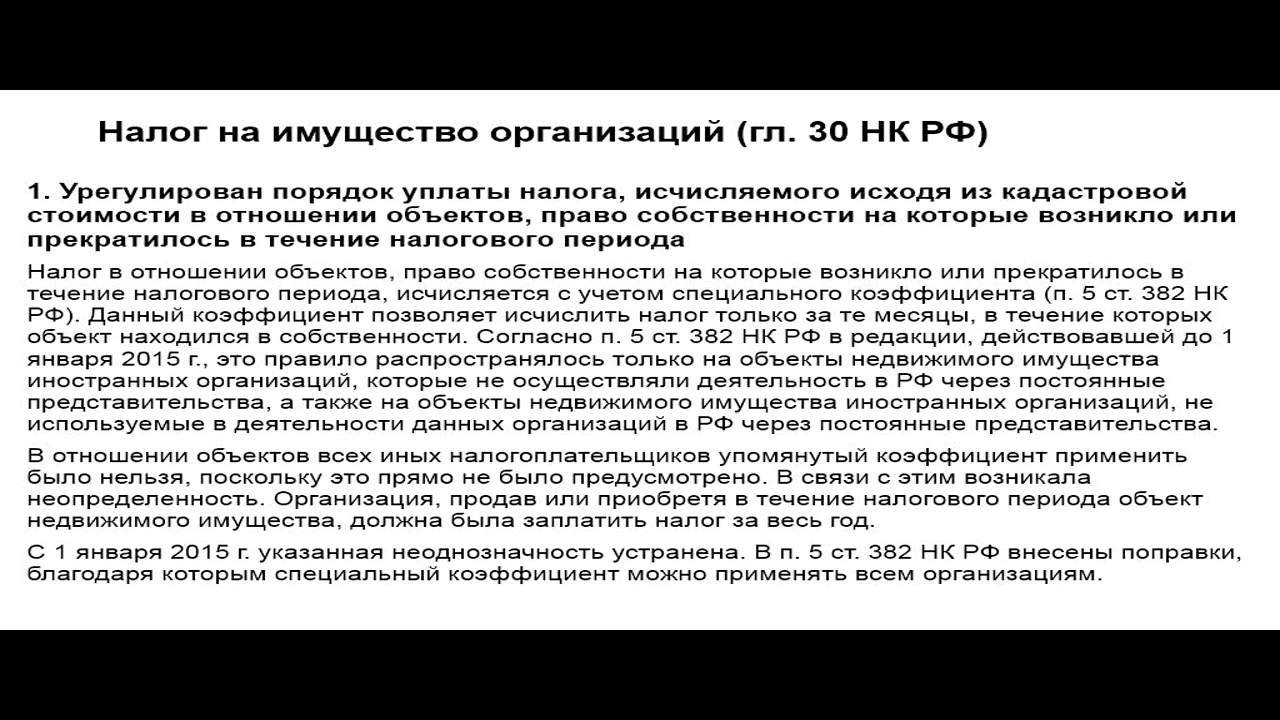 Налог на имущество организаций (гл. 30 НК РФ)
1. Урегулирован порядок уплаты налога, исчисляемого исходя из кадастровой
стоимости в отношении объектов, право собственности на которые возникло или
прекратилось в течение налогового периода
Налог в отношении объектов, право собственности на которые возникло или прекратилось в
течение налогового периода, исчисляется с учетом специального коэффициента (п. 5 ст. 382 НК
РФ). Данный коэффициент позволяет исчислить налог только за те месяцы, в течение которых
объект находился в собственности. Согласно п. 5 ст. 382 НК РФ в редакции, действовавшей до 1
января 2015 г., это правило распространялось только на объекты недвижимого имущества
иностранных организаций, которые не осуществляли деятельность в РФ через постоянные
представительства, а также на объекты недвижимого имущества иностранных организаций, не
используемые в деятельности данных организаций в РФ через постоянные представительства.
В отношении объектов всех иных налогоплательщиков упомянутый коэффициент применить
было нельзя, поскольку это прямо не было предусмотрено. В связи с этим возникала
неопределенность. Организация, продав или приобретя в течение налогового периода объект
недвижимого имущества, должна была заплатить налог за весь год.
С 1 января 2015 г. указанная неоднозначность устранена. В п. 5 ст. 382 НК РФ внесены поправки,
благодаря которым специальный коэффициент можно применять всем организациям.